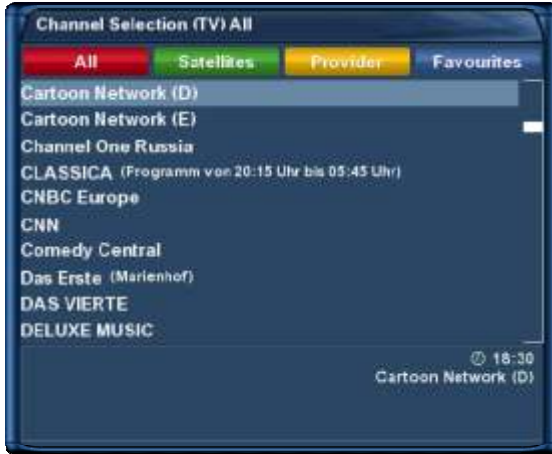 Channel Selection (TV) All
All Satellites Provider Favourites
Cartoon Network (D)
Cartoon Network (E)
Channel One Russia
CLASSICA (Programm von 20:15 Uhr bis 05:45 Uhr)
CNBC Europe
CNN
Comedy Central
Das Erste (Marienhof)
DAS VIERTE
DELUXE MUSIC
18:30
Cartoon Network (D)